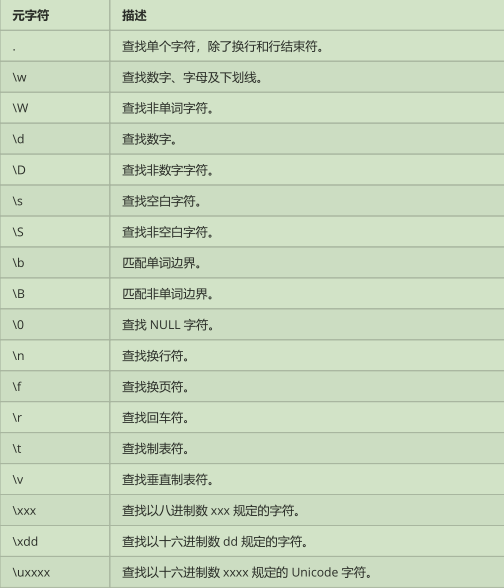 元字符 描述
. 查找单个字符，除了换行和行结束符。
\w 查找数字、字母及下划线。
\W 查找非单词字符。
\d 查找数字。
\D 查找非数字字符。
\s 查找空白字符。
\S 查找非空白字符。
\b 匹配单词边界。
\B 匹配非单词边界。
\0 查找 NULL 字符。
\n 查找换行符。
\f 查找换页符。
\r 查找回车符。
\t 查找制表符。
\v 查找垂直制表符。
\xxx 查找以八进制数 xxx 规定的字符。
\xdd 查找以十六进制数 dd 规定的字符。
\uxxxx 查找以十六进制数 xxxx 规定的 Unicode 字符。